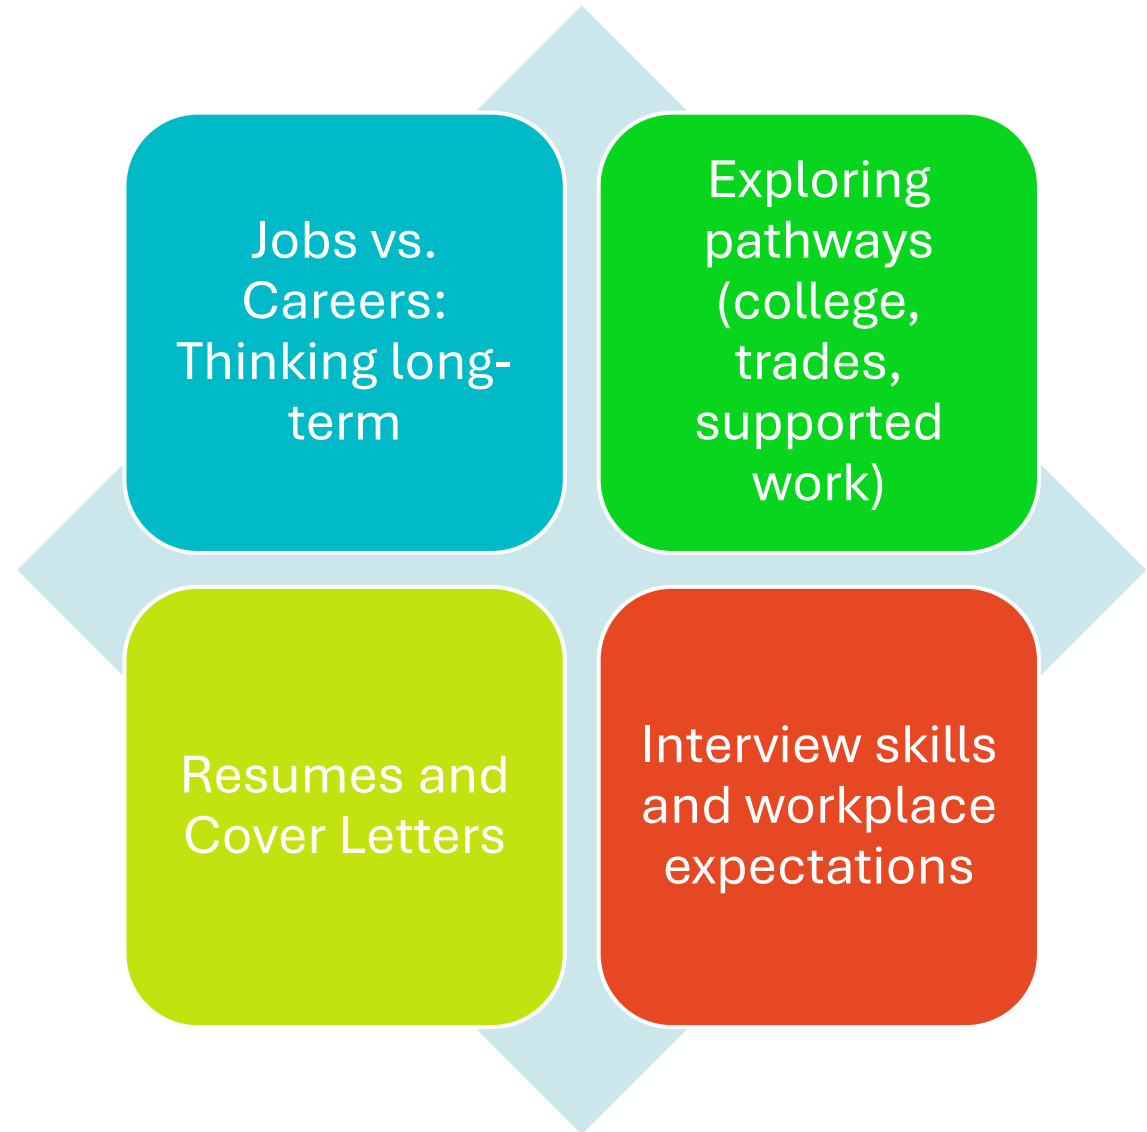 Jobs vs.
Careers:
Thinking long-
term
Exploring
pathways
(college,
trades,
supported
work)
Resumes and
Cover Letters
Interview skills
and workplace
expectations